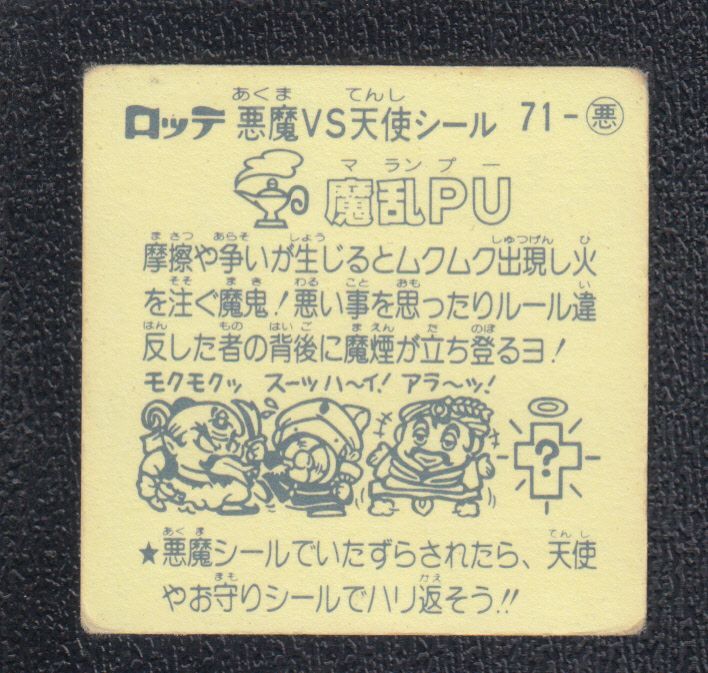 あくま てんし
ロッテ 悪魔VS天使シール 71-悪
マランプー
魔乱PU
まさつ あらそ しょう しゅつげん ひ
摩擦や争いが生じるとムクムク出現し火
そそ まき わる こと おも い
を注ぐ魔鬼!悪い事を思ったりルール違
はん もの はいご まえん た のぼ
反した者の背後に魔煙が立ち登るヨ!
モクモクッ スーッハ〜イ! アラ〜ッ!
?
あくま てんし
★悪魔シールでいたずらされたら、天使
まも かえ
やお守りシールでハリ返そう!!